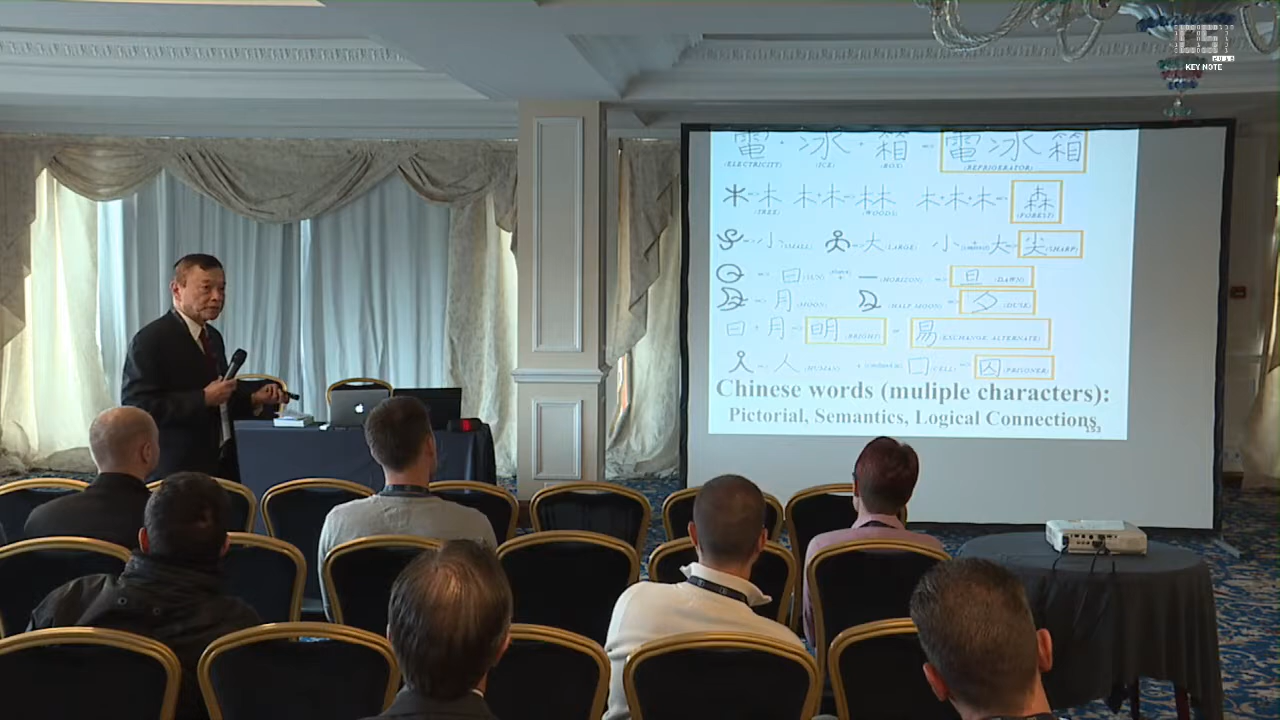 CS
KEY NOTE
電 + 冰 + 箱 => 電冰箱
(ELECTRICITY) (ICE) (BOX) (REFRIGERATOR)
=> 木 木+木=>林 木+木+木=> 森
(TREE) (WOODS) (FOREST)
=> 小 (SMALL) => 大 (LARGE) 小 + 大 => 尖 (SHARP)
=> 日 (SUN) + 一 (HORIZON) => 旦 (DAWN)
=> 月 (MOON) (HALF MOON) => 夕 (DUSK)
日 + 月 => 明 (BRIGHT) = 易 (EXCHANGE, ALTERNATE)
=> 人 (HUMAN) + 口 (CELL) => 囚 (PRISONER)
Chinese words (muliple characters):
Pictorial, Semantics, Logical Connections
153